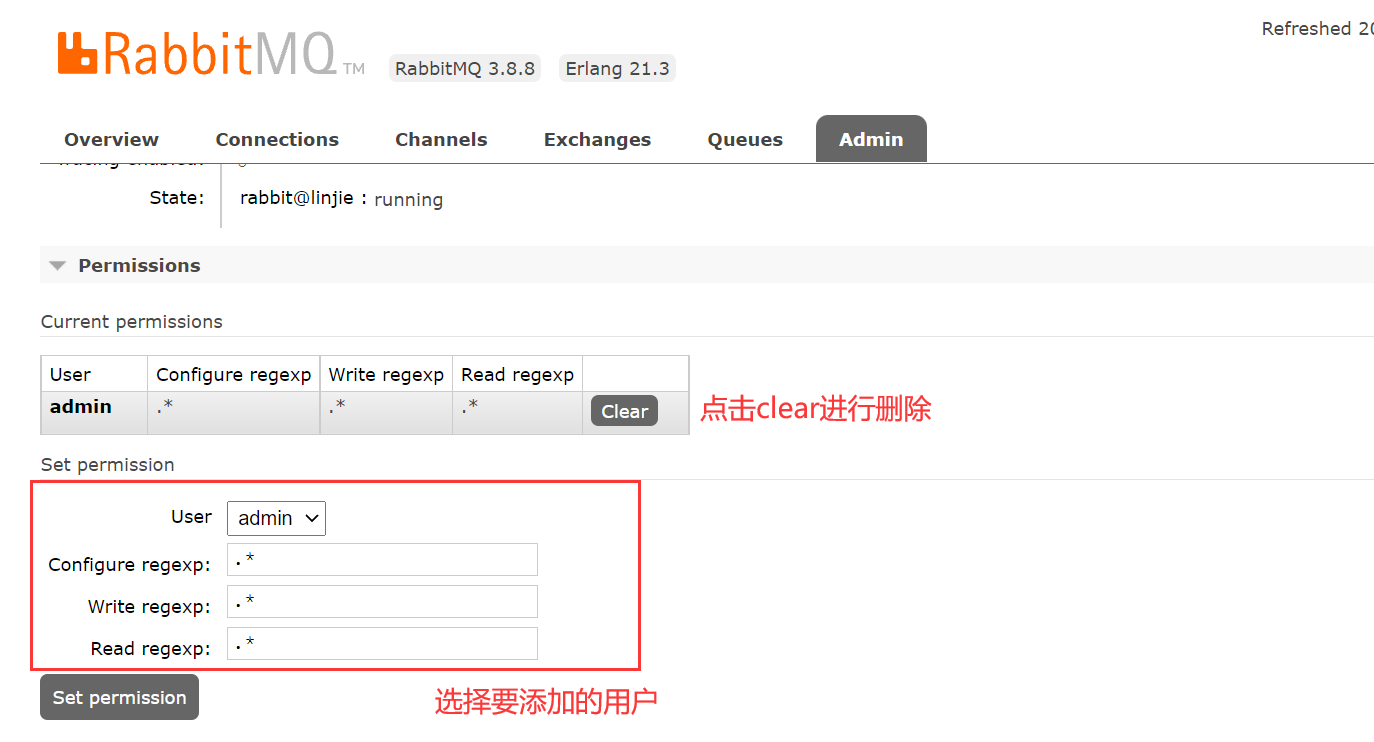 RabbitMQ TM RabbitMQ 3.8.8 Erlang 21.3
Refreshed 20
Overview Connections Channels Exchanges Queues Admin
State: rabbit@linjie : running
Permissions
Current permissions
User Configure regexp Write regexp Read regexp
admin .* .* .* Clear
点击clear进行删除
Set permission
User admin
Configure regexp: .*
Write regexp: .*
Read regexp: .*
Set permission
选择要添加的用户